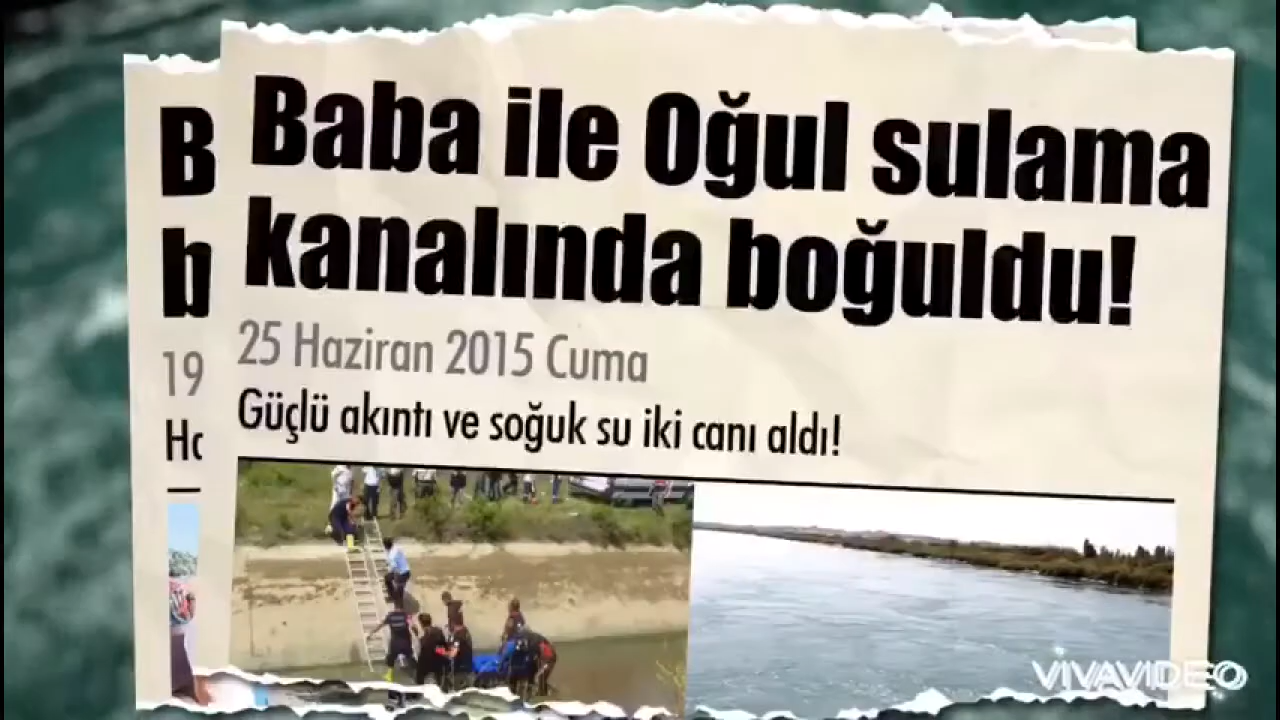 Baba ile Oğul sulama
kanalında boğuldu!
25 Haziran 2015 Cuma
Güçlü akıntı ve soğuk su iki canı aldı!
B
b
19
VIVAVIDEO